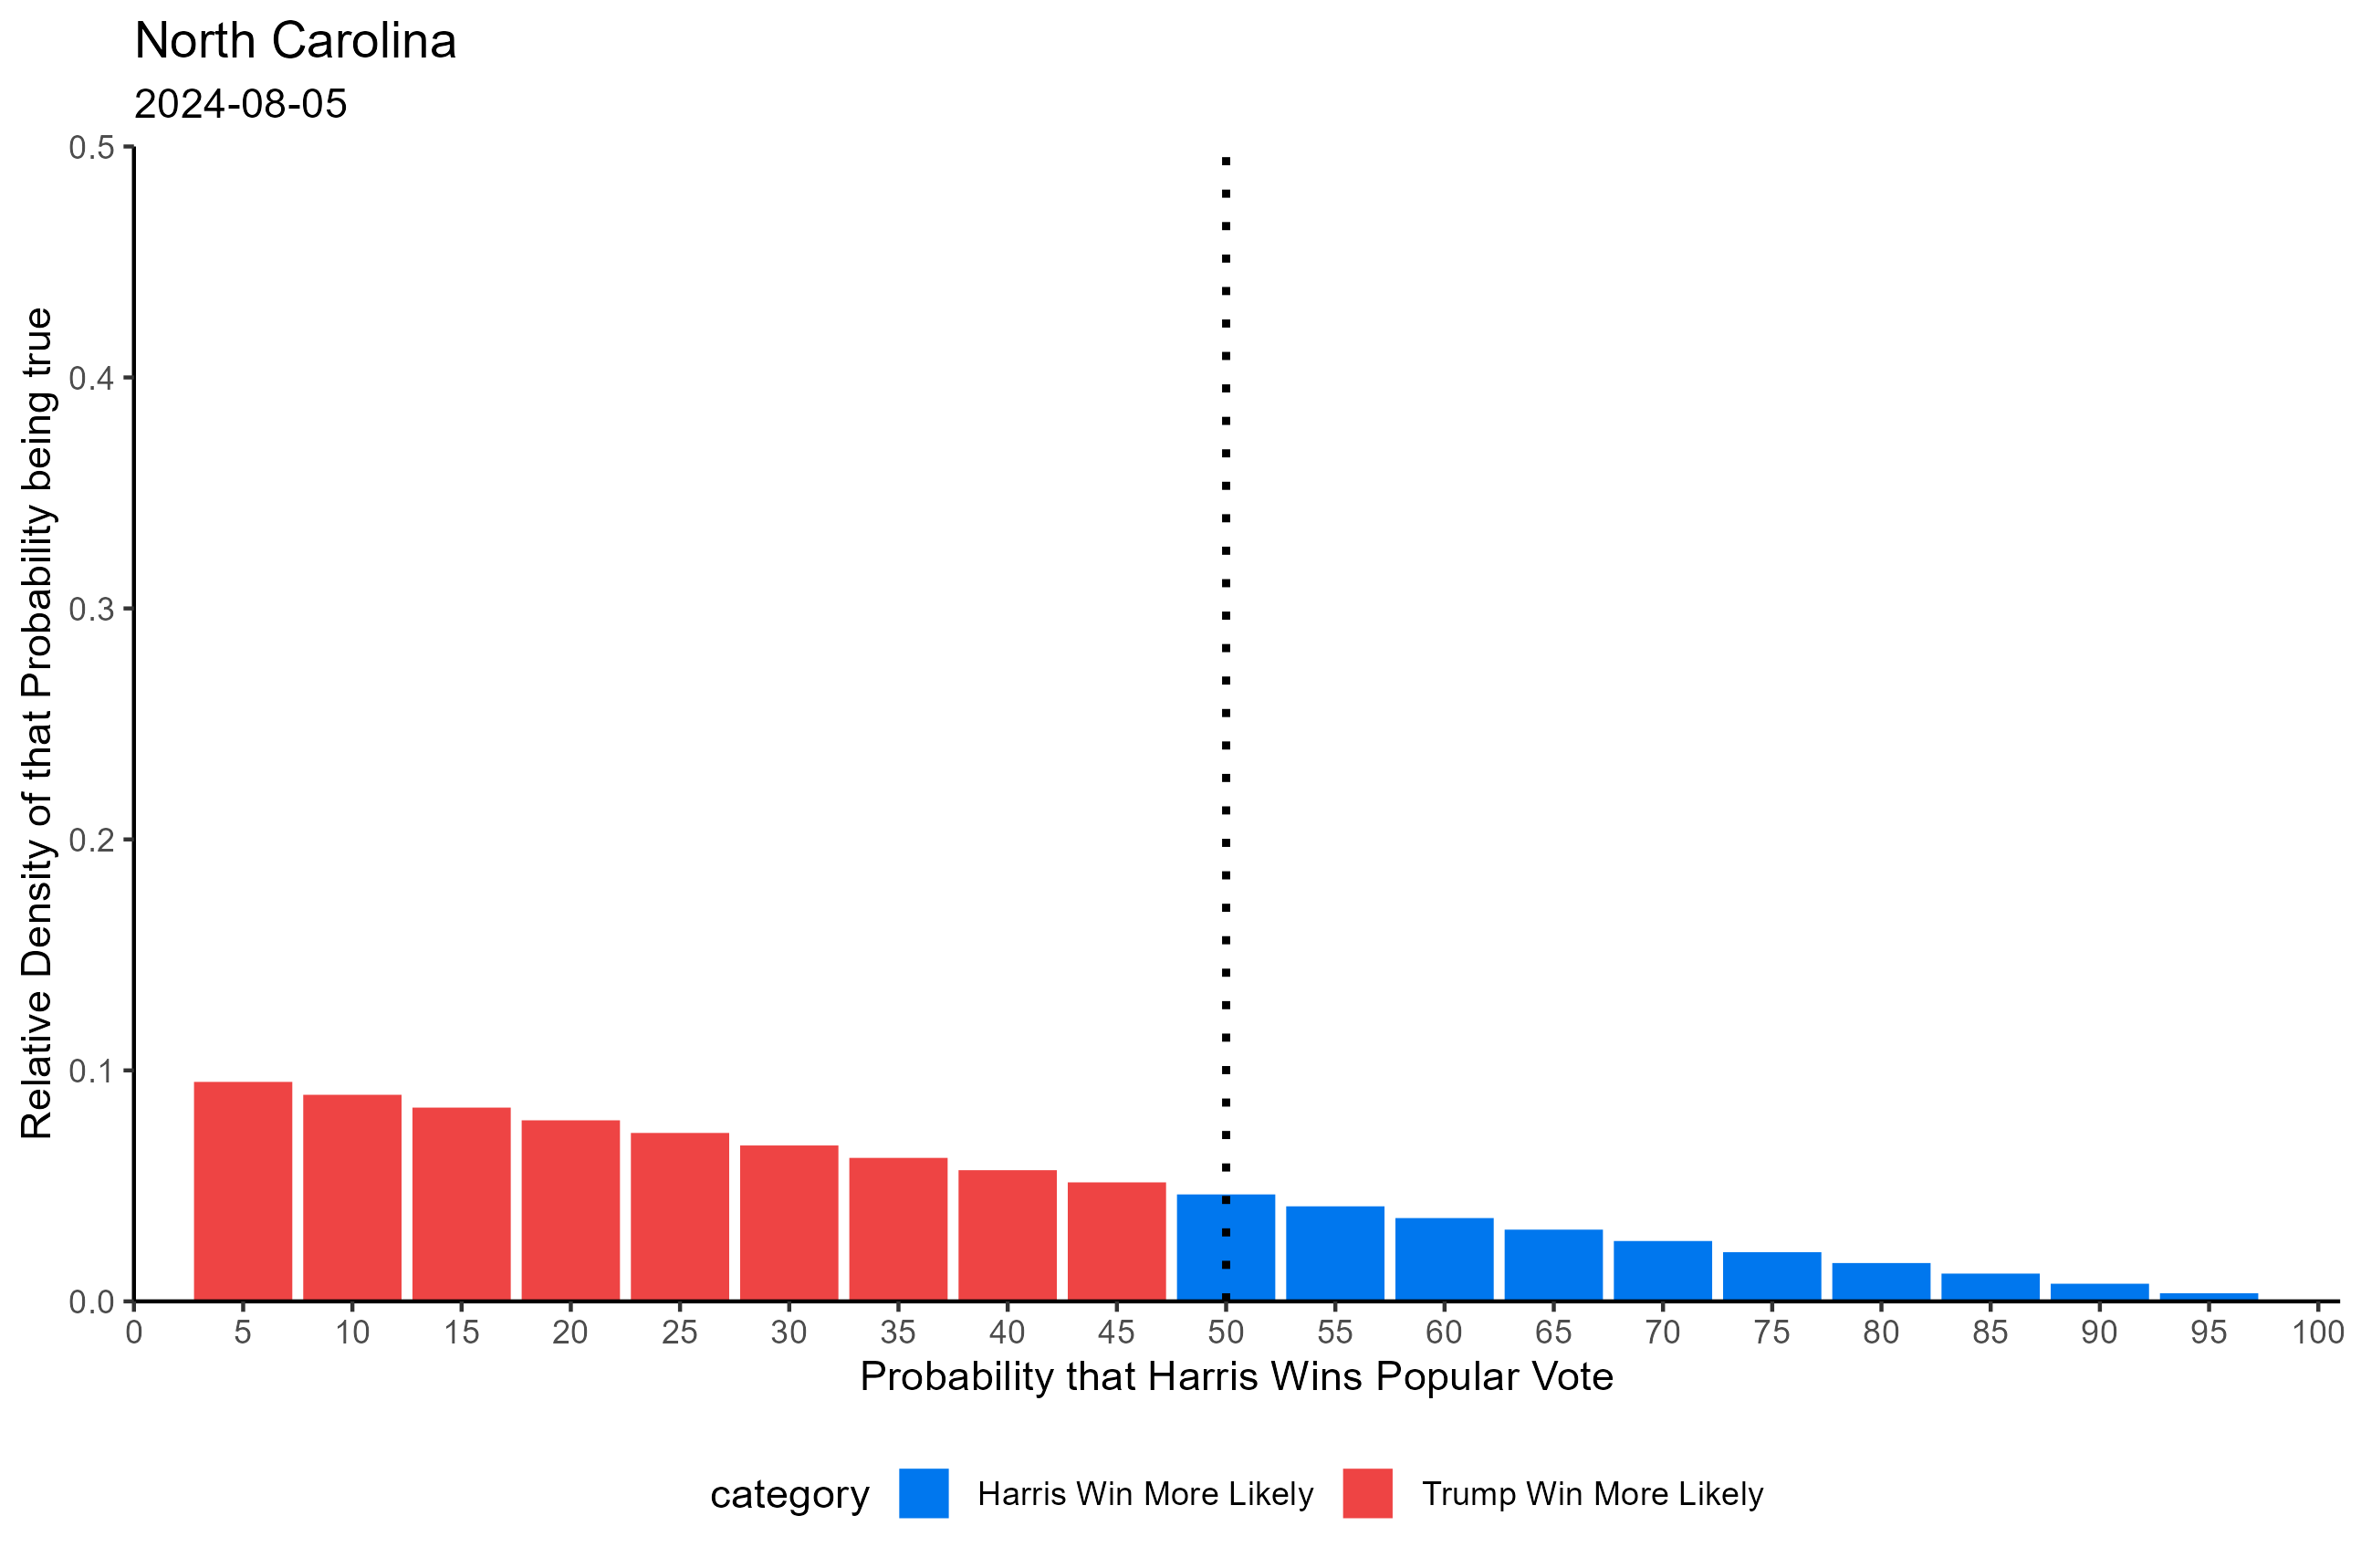 North Carolina
2024-08-05
Relative Density of that Probability being true
0.5
0.4
0.3
0.2
0.1
0.0
0 5 10 15 20 25 30 35 40 45 50 55 60 65 70 75 80 85 90 95 100
Probability that Harris Wins Popular Vote
category Harris Win More Likely Trump Win More Likely